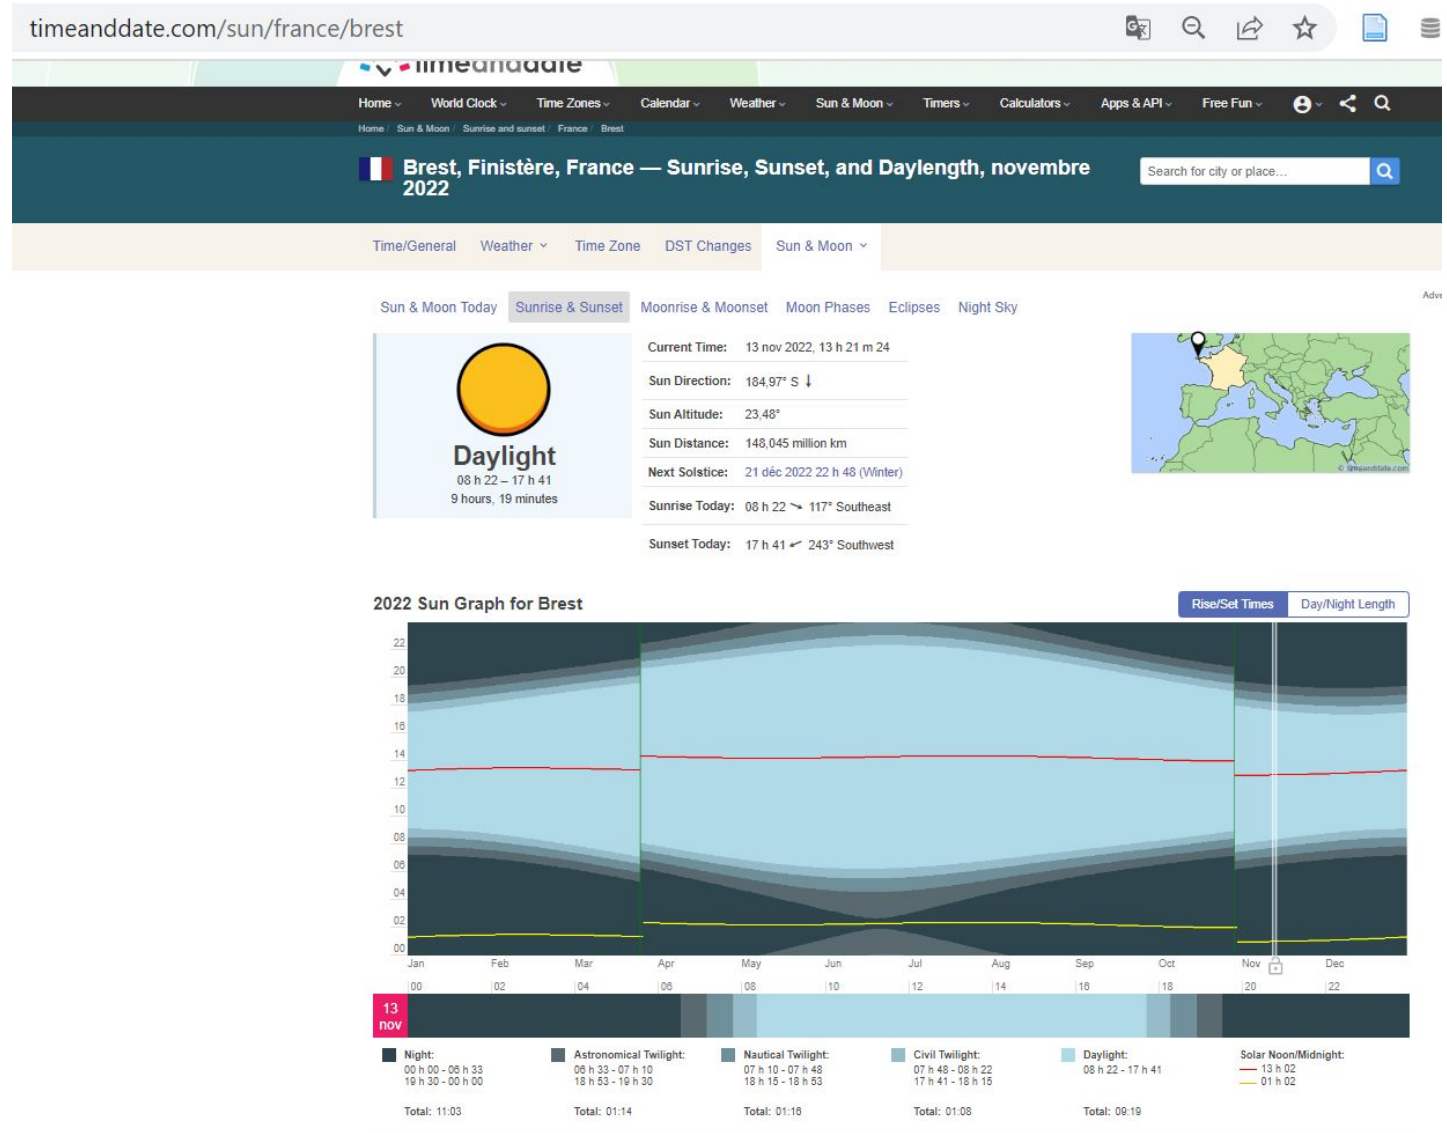 timeanddate.com/sun/france/brest
timeanddate
Home World Clock Time Zones Calendar Weather Sun & Moon Timers Calculators Apps & API Free Fun
Home / Sun & Moon / Sunrise and sunset / France / Brest
Brest, Finistère, France — Sunrise, Sunset, and Daylength, novembre
2022
Search for city or place...
Time/General Weather Time Zone DST Changes Sun & Moon
Sun & Moon Today Sunrise & Sunset Moonrise & Moonset Moon Phases Eclipses Night Sky
Adve
Daylight
08 h 22 – 17 h 41
9 hours, 19 minutes
Current Time: 13 nov 2022, 13 h 21 m 24
Sun Direction: 184,97° S ↓
Sun Altitude: 23,48°
Sun Distance: 148,045 million km
Next Solstice: 21 déc 2022 22 h 48 (Winter)
Sunrise Today: 08 h 22 ➘ 117° Southeast
Sunset Today: 17 h 41 ↙ 243° Southwest
© timeanddate.com
2022 Sun Graph for Brest
Rise/Set Times Day/Night Length
22
20
18
16
14
12
10
08
06
04
02
00
Jan Feb Mar Apr May Jun Jul Aug Sep Oct Nov Dec
00 02 04 06 08 10 12 14 16 18 20 22
13
nov
Night:
00 h 00 - 06 h 33
19 h 30 - 00 h 00
Total: 11:03
Astronomical Twilight:
06 h 33 - 07 h 10
18 h 53 - 19 h 30
Total: 01:14
Nautical Twilight:
07 h 10 - 07 h 48
18 h 15 - 18 h 53
Total: 01:16
Civil Twilight:
07 h 48 - 08 h 22
17 h 41 - 18 h 15
Total: 01:08
Daylight:
08 h 22 - 17 h 41
Total: 09:19
Solar Noon/Midnight:
13 h 02
01 h 02